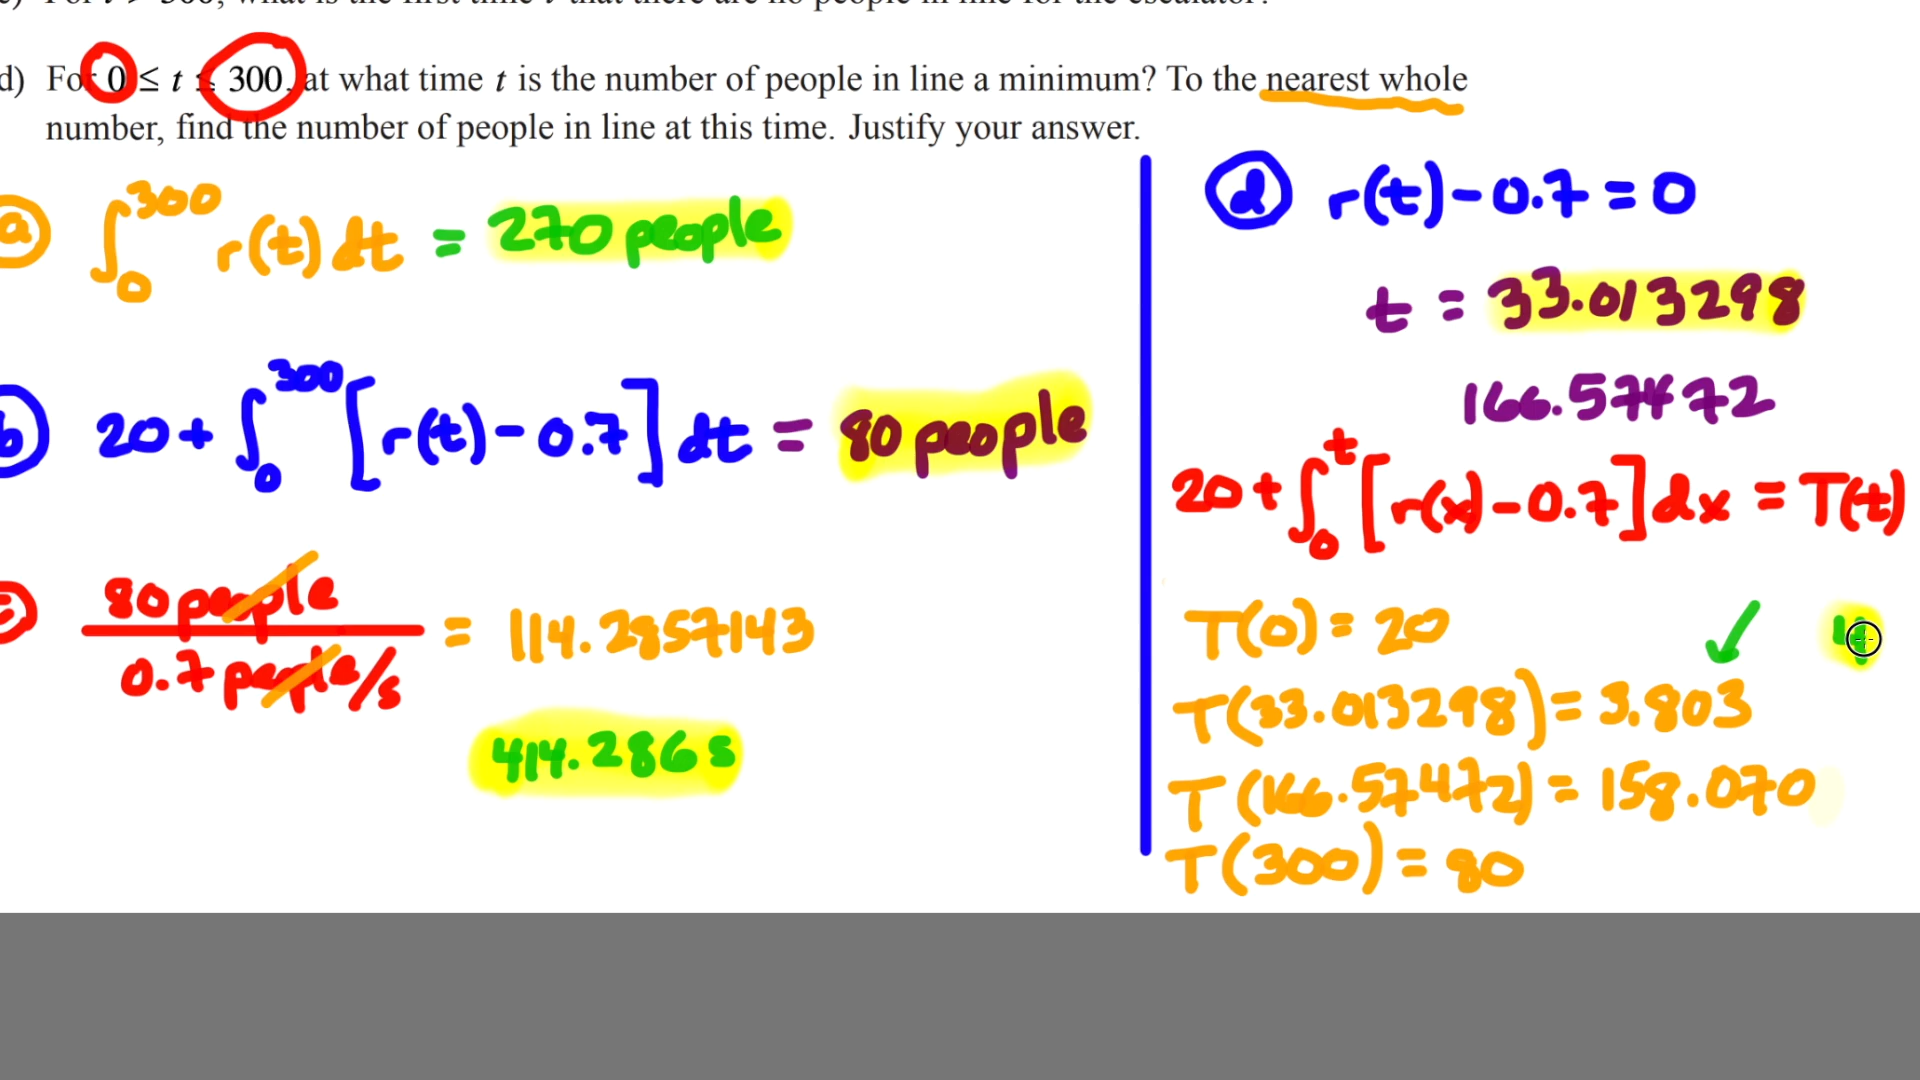 d) For 0 ≤ t ≤ 300, at what time t is the number of people in line a minimum? To the nearest whole
number, find the number of people in line at this time. Justify your answer.
a ∫₀³⁰⁰ r(t) dt = 270 people
b 20 + ∫₀³⁰⁰ [r(t) - 0.7] dt = 80 people
c 80 people / 0.7 people/s = 114.2857143
414.286 s
d r(t) - 0.7 = 0
t = 33.013298
166.57472
20 + ∫₀ᵗ [r(x) - 0.7] dx = T(t)
T(0) = 20
✓ 4
T(33.013298) = 3.803
T(166.57472) = 158.070
T(300) = 80